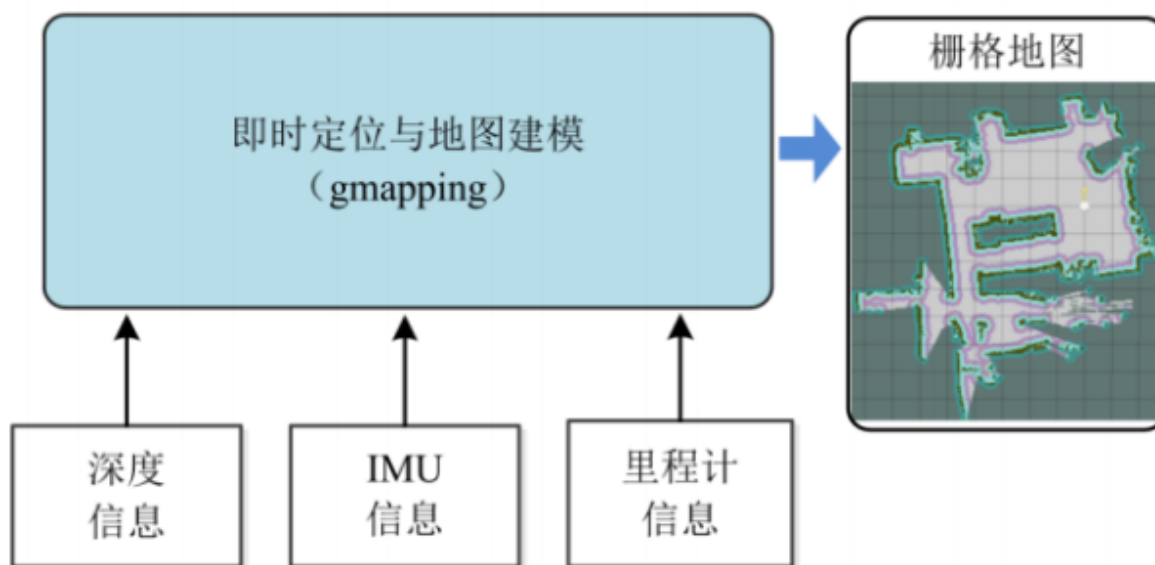 即时定位与地图建模
（gmapping）
栅格地图
深度
信息
IMU
信息
里程计
信息